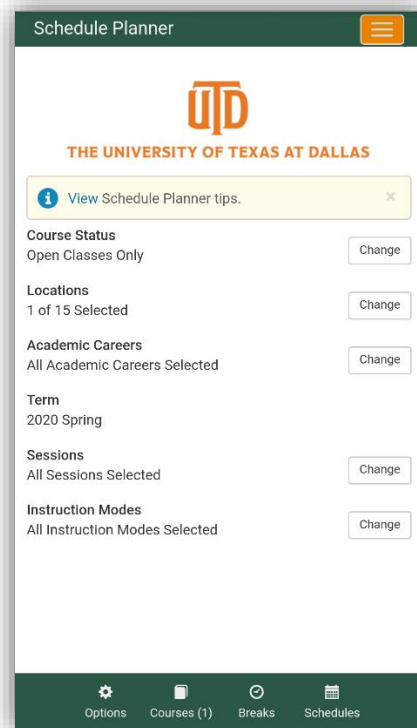 Schedule Planner
UTD
THE UNIVERSITY OF TEXAS AT DALLAS
View Schedule Planner tips.
×
Course Status
Open Classes Only
Change
Locations
1 of 15 Selected
Change
Academic Careers
All Academic Careers Selected
Change
Term
2020 Spring
Sessions
All Sessions Selected
Change
Instruction Modes
All Instruction Modes Selected
Change
Options Courses (1) Breaks Schedules